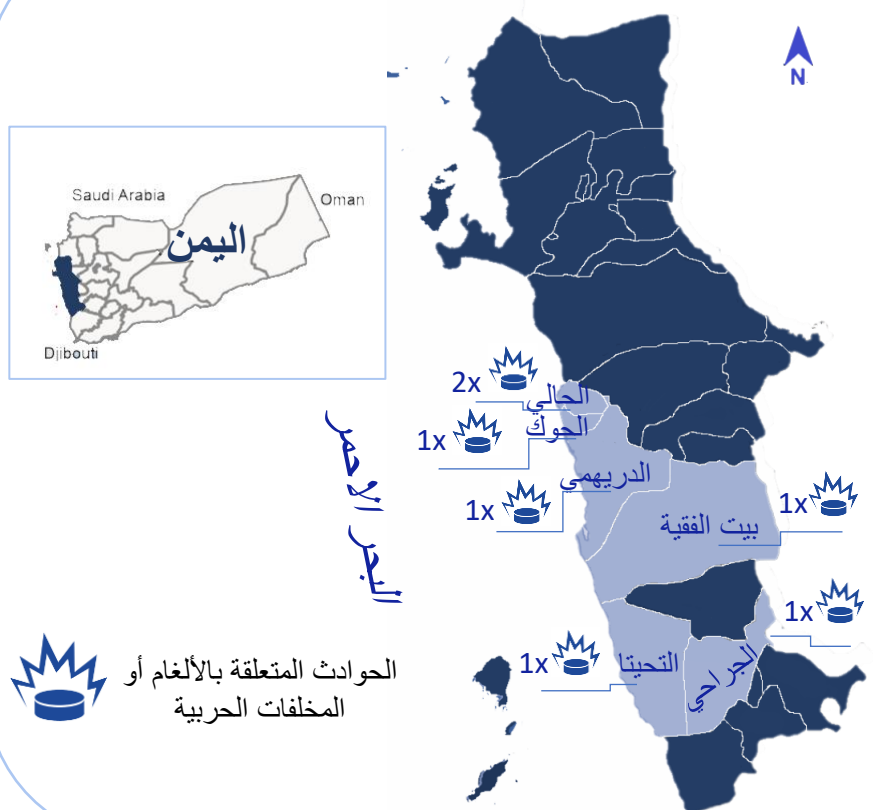 N
Saudi Arabia
Oman
اليمن
Djibouti
2x
الحالي
1x
الحوك
الدريهمي
1x
بيت الفقية
1x
البحر الاحمر
1x
1x
التحيتا
الجراحي
الحوادث المتعلقة بالألغام أو
المخلفات الحربية